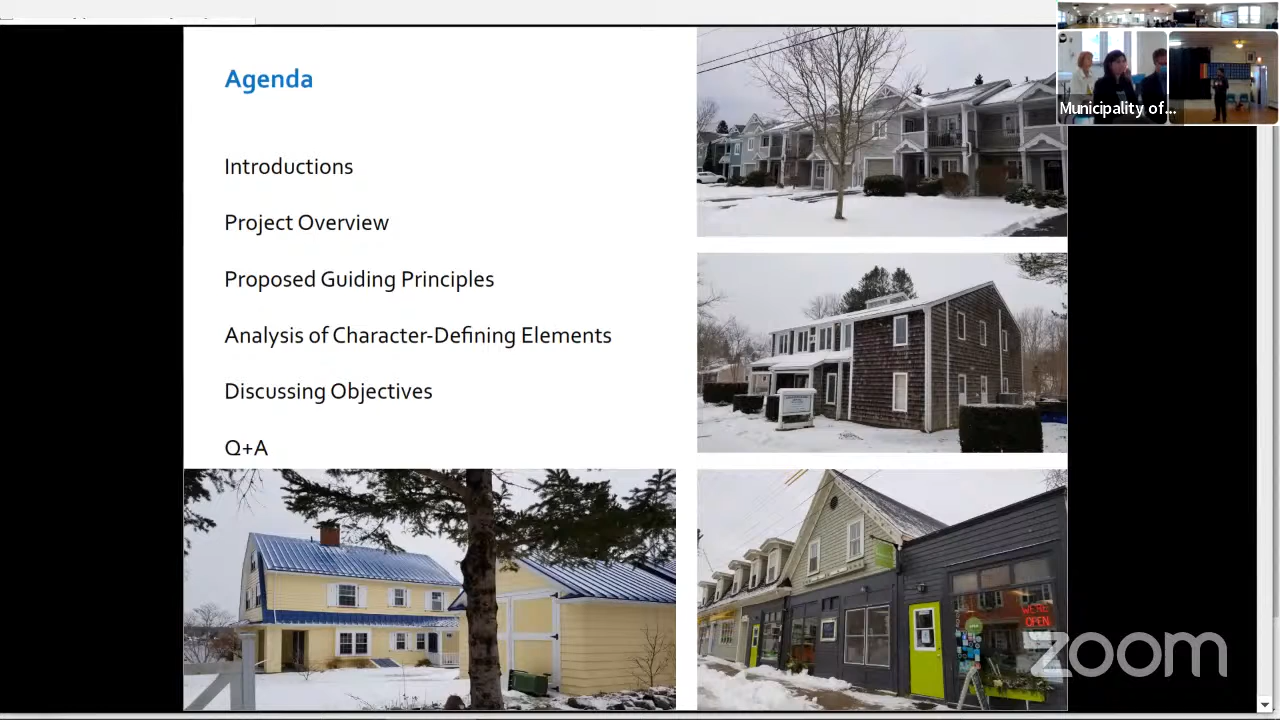 Agenda
Introductions
Project Overview
Proposed Guiding Principles
Analysis of Character-Defining Elements
Discussing Objectives
Q+A
Municipality of...
WE'RE
OPEN
zoom